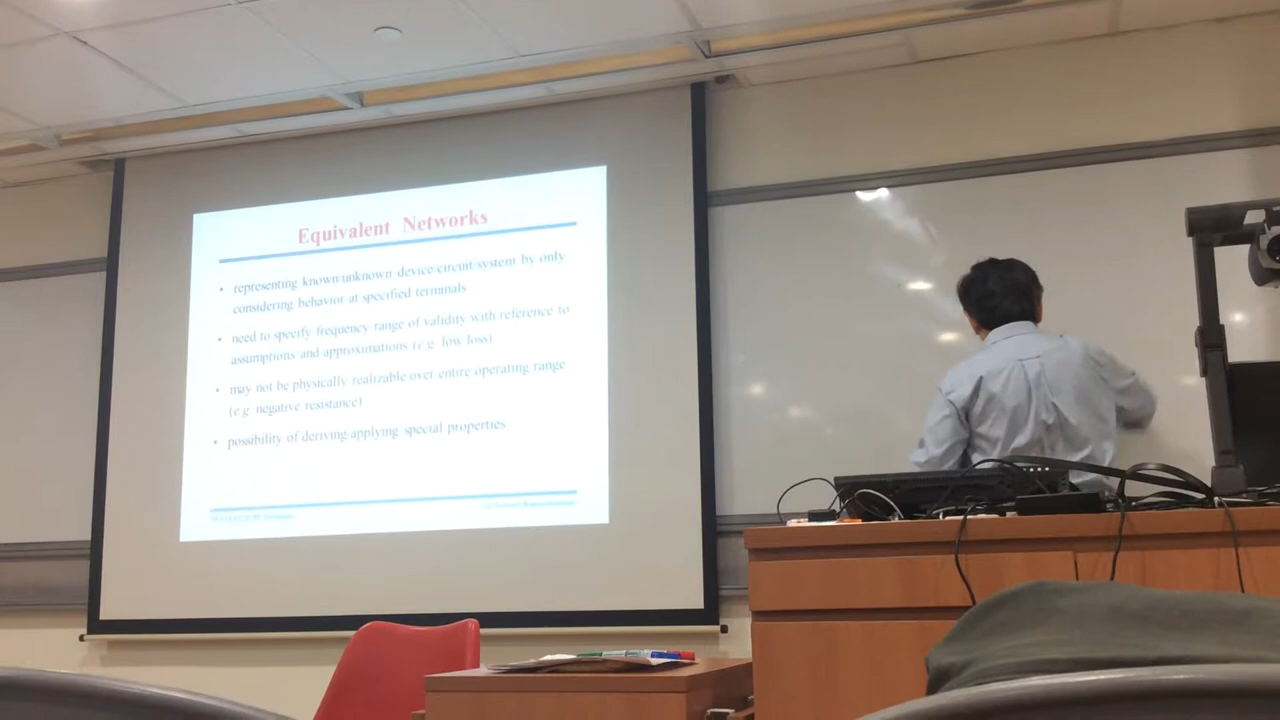 Equivalent Networks
• representing known/unknown device/circuit/system by only
considering behavior at specified terminals
• need to specify frequency range of validity with reference to
assumptions and approximations (e.g. low loss)
• may not be physically realizable over entire operating range
(e.g. negative resistance)
• possibility of deriving/applying special properties